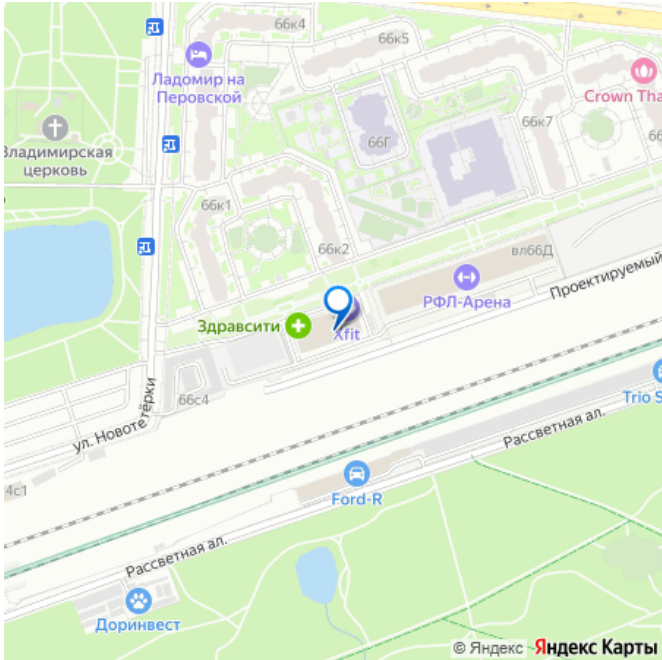 66к4
66к5
Ладомир на
Перовской
Crown Tha
66Г
66к7
Владимирская
церковь
66к1
66к2
вл66Д
РФЛ-Арена
Проектируемый
Здравсити
Xfit
66с4
ул. Новотетёрки
Trio S
Рассветная ал.
4с1
Ford-R
Рассветная ал.
Доринвест
© Яндекс Яндекс Карты